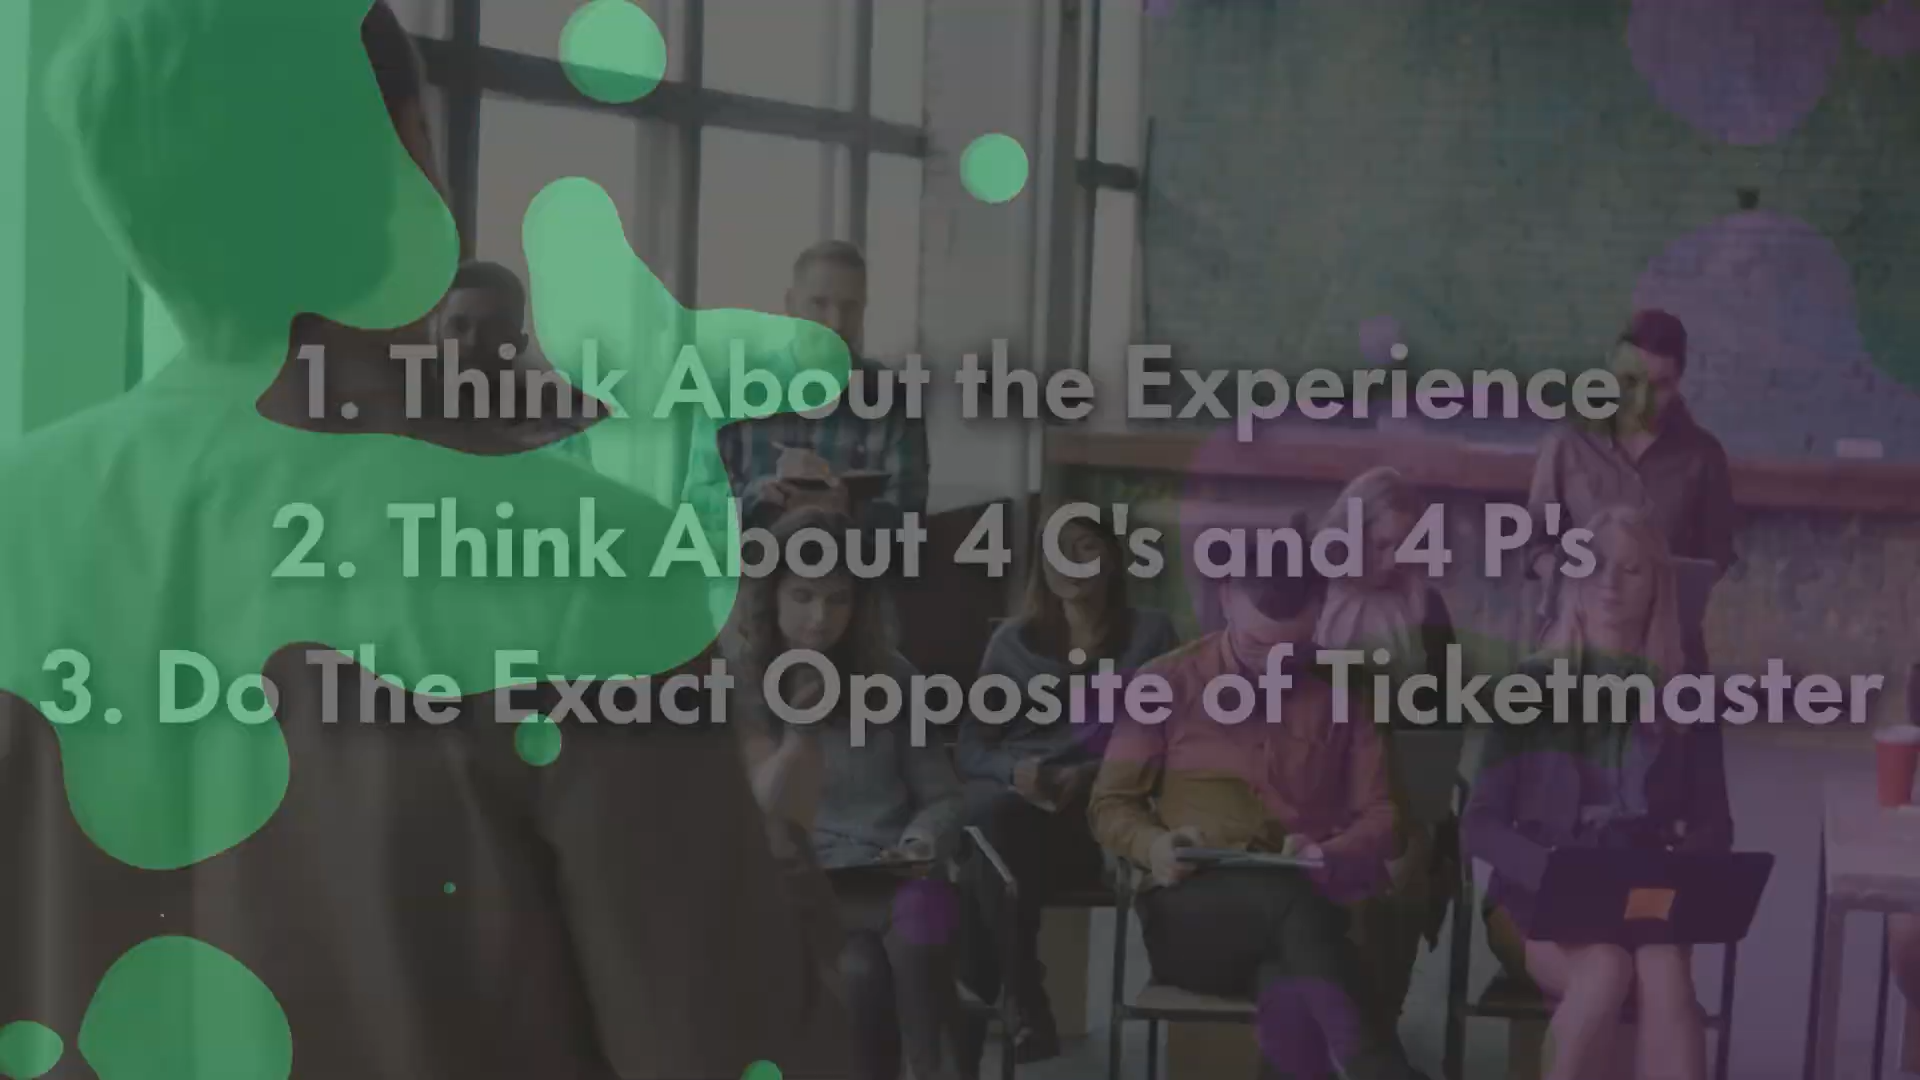 1. Think About the Experience
2. Think About 4 C's and 4 P's
3. Do The Exact Opposite of Ticketmaster